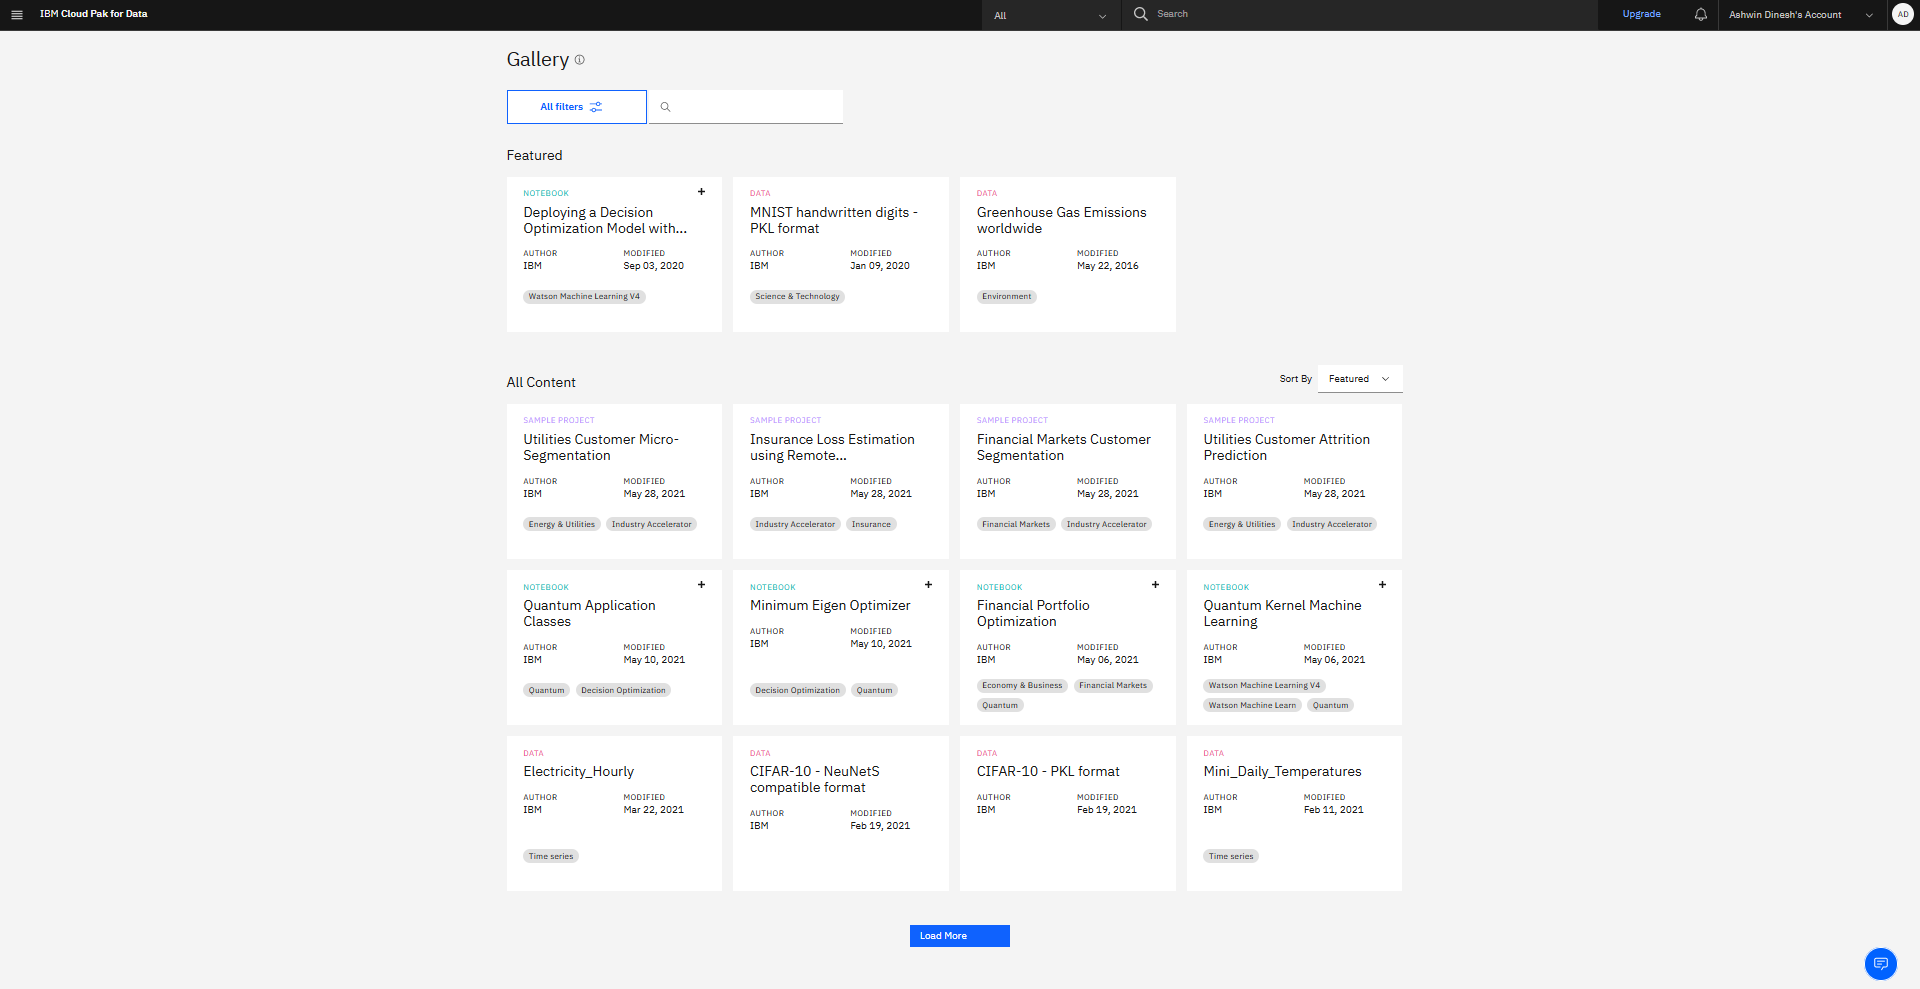 IBM Cloud Pak for Data
All
Search
Upgrade
Ashwin Dinesh's Account
AD
Gallery
All filters
Featured
NOTEBOOK
Deploying a Decision
Optimization Model with...
AUTHOR MODIFIED
IBM Sep 03, 2020
Watson Machine Learning V4
DATA
MNIST handwritten digits -
PKL format
AUTHOR MODIFIED
IBM Jan 09, 2020
Science & Technology
DATA
Greenhouse Gas Emissions
worldwide
AUTHOR MODIFIED
IBM May 22, 2016
Environment
All Content
Sort By Featured
SAMPLE PROJECT
Utilities Customer Micro-
Segmentation
AUTHOR MODIFIED
IBM May 28, 2021
Energy & Utilities Industry Accelerator
SAMPLE PROJECT
Insurance Loss Estimation
using Remote...
AUTHOR MODIFIED
IBM May 28, 2021
Industry Accelerator Insurance
SAMPLE PROJECT
Financial Markets Customer
Segmentation
AUTHOR MODIFIED
IBM May 28, 2021
Financial Markets Industry Accelerator
SAMPLE PROJECT
Utilities Customer Attrition
Prediction
AUTHOR MODIFIED
IBM May 28, 2021
Energy & Utilities Industry Accelerator
NOTEBOOK
Quantum Application
Classes
AUTHOR MODIFIED
IBM May 10, 2021
Quantum Decision Optimization
NOTEBOOK
Minimum Eigen Optimizer
AUTHOR MODIFIED
IBM May 10, 2021
Decision Optimization Quantum
NOTEBOOK
Financial Portfolio
Optimization
AUTHOR MODIFIED
IBM May 06, 2021
Economy & Business Financial Markets
Quantum
NOTEBOOK
Quantum Kernel Machine
Learning
AUTHOR MODIFIED
IBM May 06, 2021
Watson Machine Learning V4
Watson Machine Learn Quantum
DATA
Electricity_Hourly
AUTHOR MODIFIED
IBM Mar 22, 2021
Time series
DATA
CIFAR-10 - NeuNetS
compatible format
AUTHOR MODIFIED
IBM Feb 19, 2021
DATA
CIFAR-10 - PKL format
AUTHOR MODIFIED
IBM Feb 19, 2021
DATA
Mini_Daily_Temperatures
AUTHOR MODIFIED
IBM Feb 11, 2021
Time series
Load More